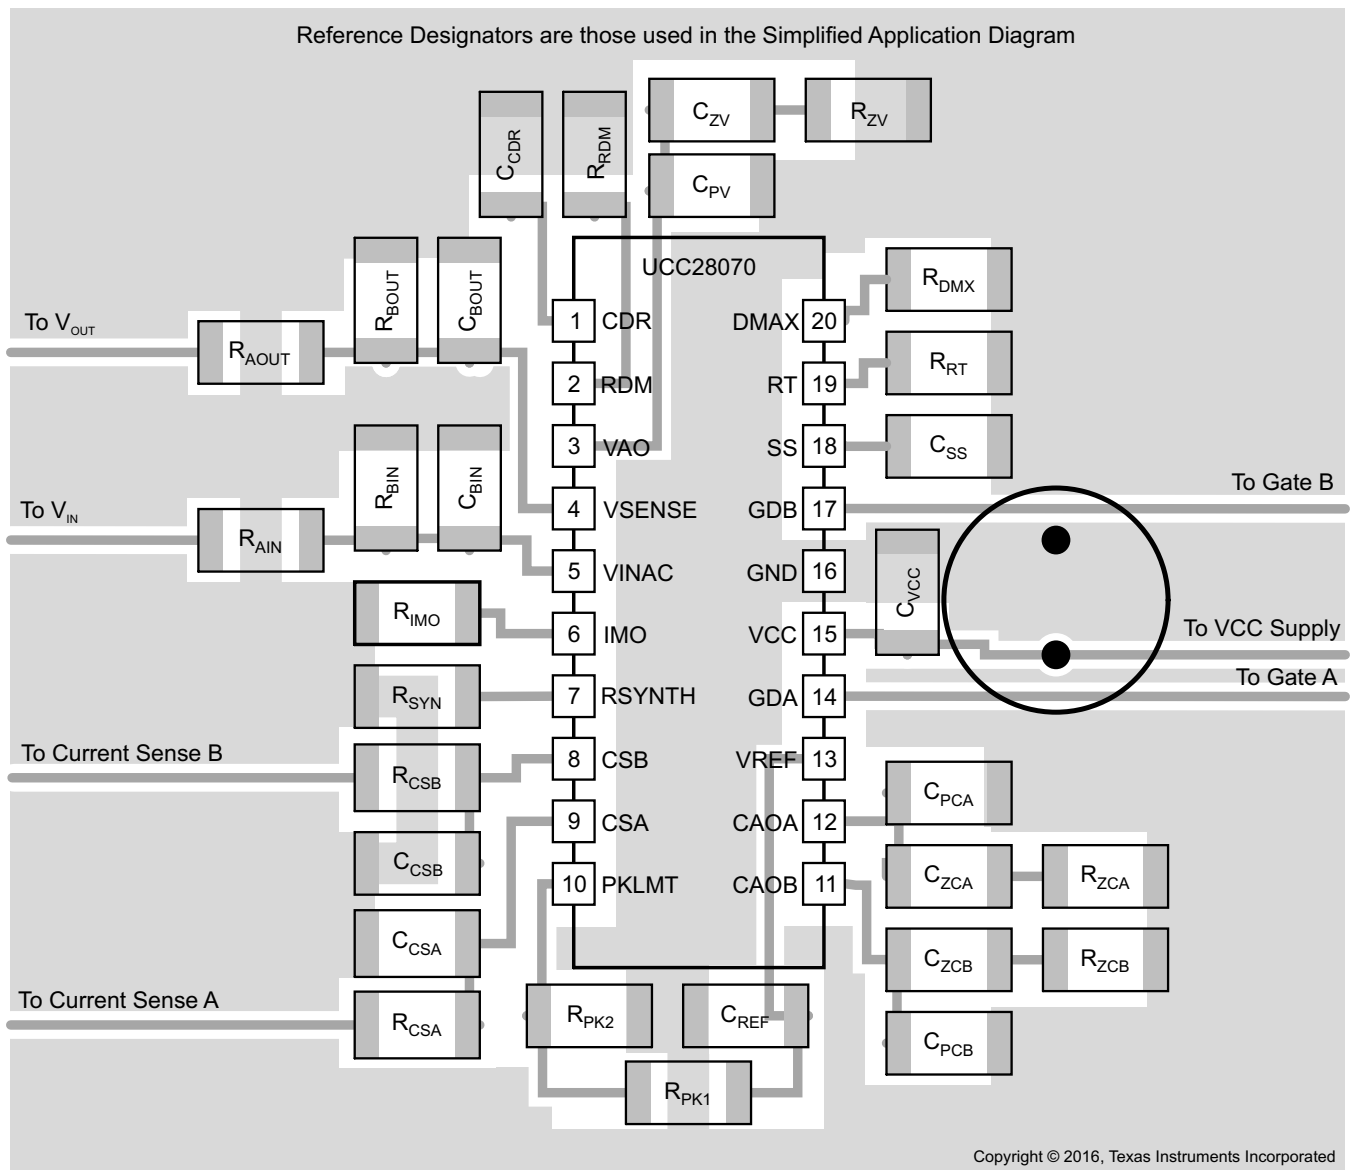 Reference Designators are those used in the Simplified Application Diagram
CZV
RZV
CCDR
RRDM
CPV
UCC28070
RBOUT
CBOUT
RDMX
To VOUT
RAOUT
1 CDR
DMAX 20
RRT
2 RDM
RT 19
3 VAO
SS 18
CSS
RBIN
CBIN
To Gate B
To VIN
RAIN
4 VSENSE
GDB 17
5 VINAC
GND 16
CVCC
RIMO
6 IMO
VCC 15
To VCC Supply
To Gate A
RSYN
7 RSYNTH
GDA 14
To Current Sense B
RCSB
8 CSB
VREF 13
CPCA
9 CSA
CAOA 12
CCSB
10 PKLMT
CAOB 11
CZCA
RZCA
CCSA
CZCB
RZCB
To Current Sense A
RCSA
RPK2
CREF
CPCB
RPK1
Copyright © 2016, Texas Instruments Incorporated